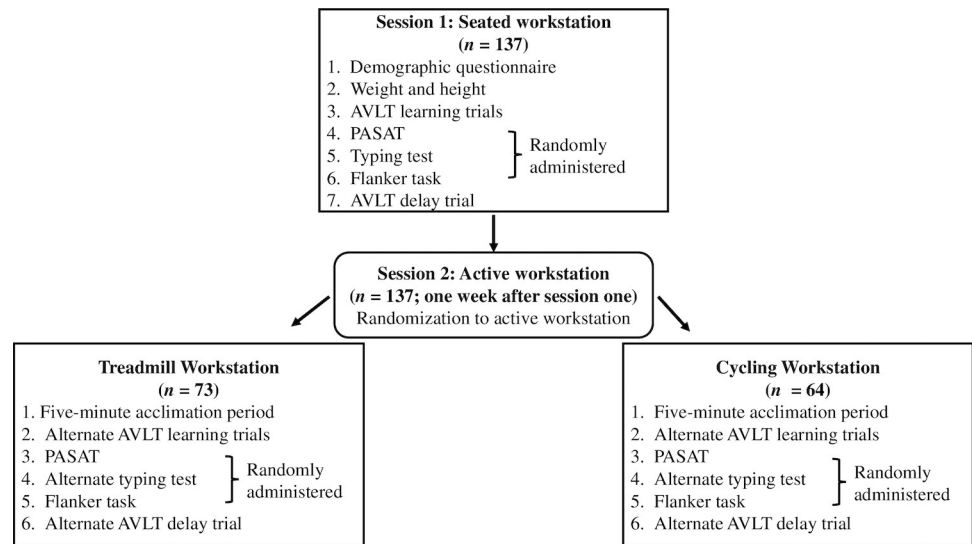 Session 1: Seated workstation
(n = 137)
1. Demographic questionnaire
2. Weight and height
3. AVLT learning trials
4. PASAT
5. Typing test
6. Flanker task
Randomly
administered
7. AVLT delay trial
Session 2: Active workstation
(n = 137; one week after session one)
Randomization to active workstation
Treadmill Workstation
(n = 73)
1. Five-minute acclimation period
2. Alternate AVLT learning trials
3. PASAT
4. Alternate typing test
5. Flanker task
Randomly
administered
6. Alternate AVLT delay trial
Cycling Workstation
(n = 64)
1. Five-minute acclimation period
2. Alternate AVLT learning trials
3. PASAT
4. Alternate typing test
5. Flanker task
Randomly
administered
6. Alternate AVLT delay trial